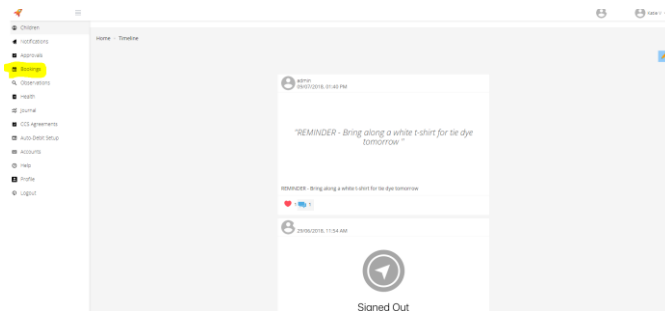 Children
Notifications
Approvals
Bookings
Observations
Health
Journal
CCS Agreements
Auto Debit Setup
Accounts
Help
Profile
Logout
Home - Timeline
admin
09/07/2018, 01:40 PM
"REMINDER - Bring along a white t-shirt for tie dye
tomorrow "
REMINDER - Bring along a white t-shirt for tie dye tomorrow
29/06/2018, 11:54 AM
Signed Out